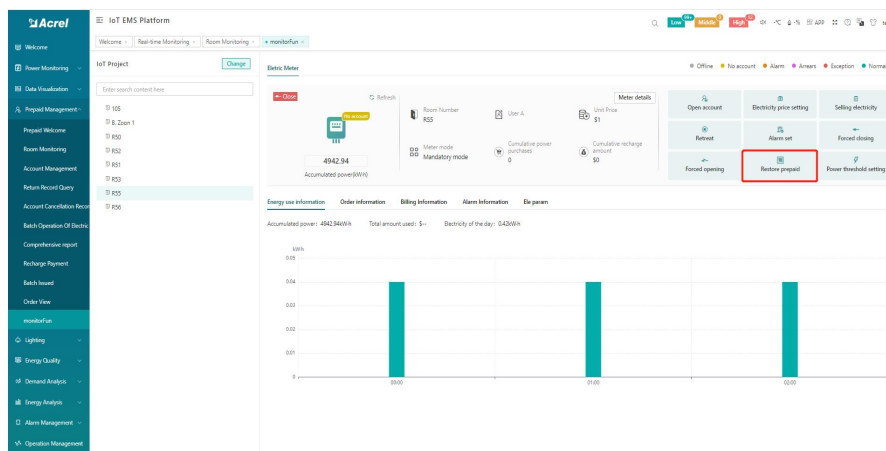 Acrel
IoT EMS Platform
Low 99+ Middle High
APP
Welcome
Real-time Monitoring
Room Monitoring
monitorFun
Welcome
Power Monitoring
Data Visualization
Prepaid Management
Prepaid Welcome
Room Monitoring
Account Management
Return Record Query
Account Cancellation Recor
Batch Operation Of Electric
Comprehensive report
Recharge Payment
Batch Issued
Order View
monitorFun
Lighting
Energy Quality
Demand Analysis
Energy Analysis
Alarm Management
Operation Management
IoT Project
Change
Enter search content here
105
B. Zoon 1
R50
R52
R51
R53
R55
R56
Eletric Meter
Offline No account Alarm Arrears Exception Norma
Close
Refresh
No account
4942.94
Accumulated power(kW·h)
Meter details
Room Number
R55
User A
Unit Price
$1
Meter mode
Mandatory mode
Cumulative power purchases
0
Cumulative recharge amount
$0
Open account
Electricity price setting
Selling electricity
Retreat
Alarm set
Forced closing
Forced opening
Restore prepaid
Power threshold setting
Energy use information Order information Billing Information Alarm Information Ele param
Accumulated power: 4942.94kW·h Total amount used: $-- Electricity of the day: 0.42kW·h
kW·h
0.05
0.04
0.03
0.02
0.01
0
00:00 01:00 02:00